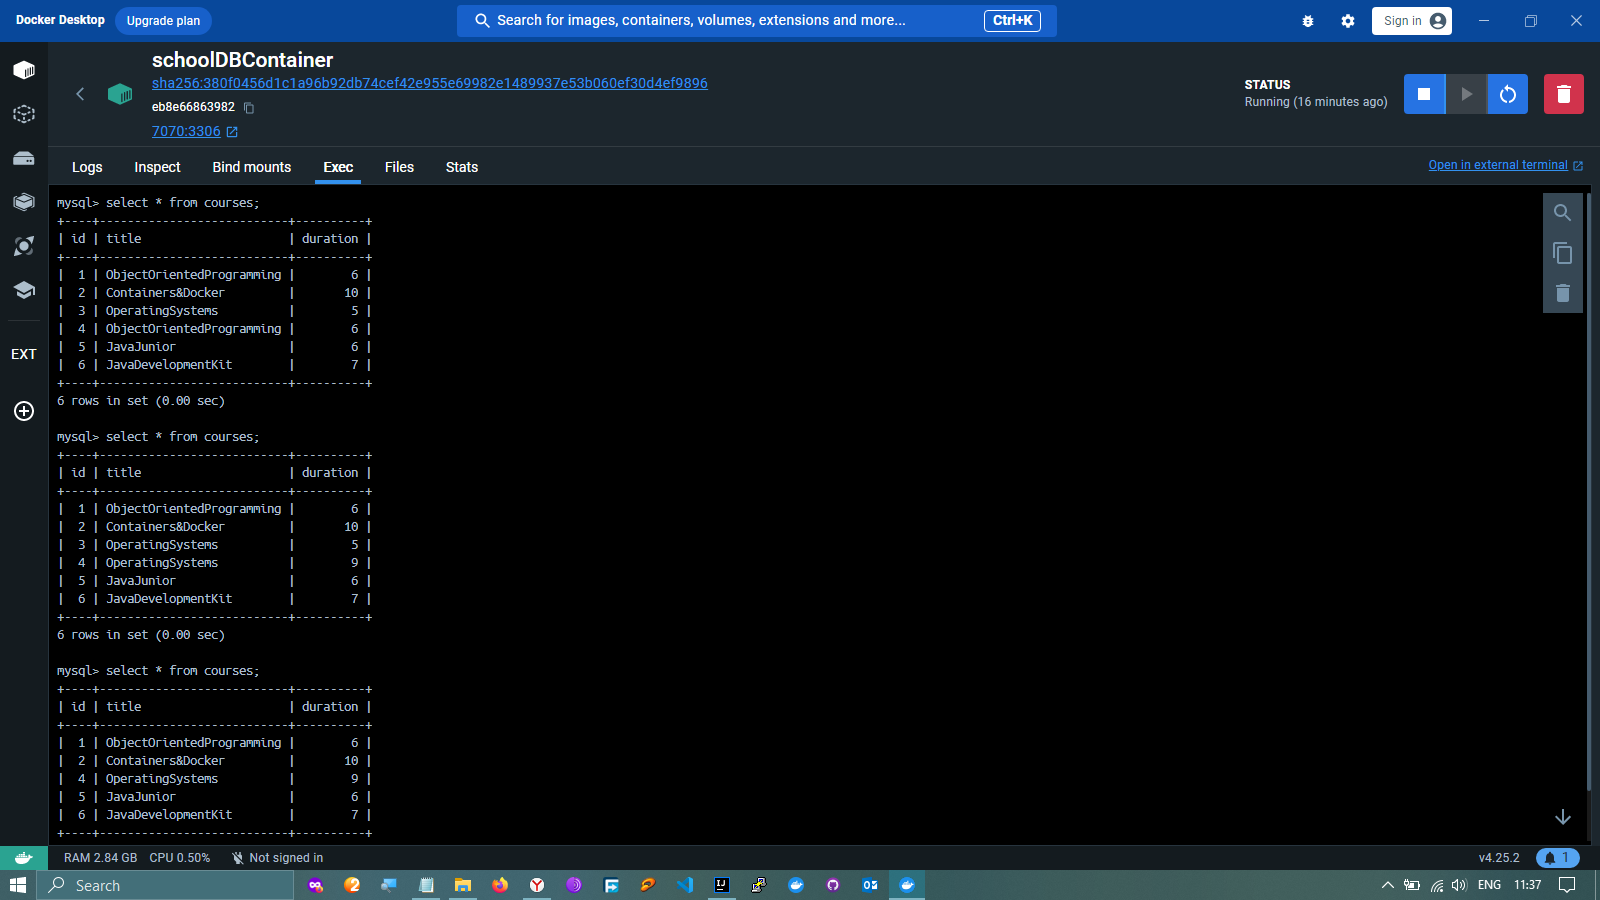 Docker Desktop Upgrade plan Search for images, containers, volumes, extensions and more... Ctrl+K Sign in
schoolDBContainer
sha256:380f0456d1c1a96b92db74cef42e955e69982e1489937e53b060ef30d4ef9896
eb8e66863982
7070:3306
STATUS
Running (16 minutes ago)
Logs Inspect Bind mounts Exec Files Stats Open in external terminal
EXT
mysql> select * from courses;
+----+--------------------------+----------+
| id | title                    | duration |
+----+--------------------------+----------+
|  1 | ObjectOrientedProgramming |        6 |
|  2 | Containers&Docker         |       10 |
|  3 | OperatingSystems          |        5 |
|  4 | ObjectOrientedProgramming |        6 |
|  5 | JavaJunior                |        6 |
|  6 | JavaDevelopmentKit        |        7 |
+----+--------------------------+----------+
6 rows in set (0.00 sec)
mysql> select * from courses;
+----+--------------------------+----------+
| id | title                    | duration |
+----+--------------------------+----------+
|  1 | ObjectOrientedProgramming |        6 |
|  2 | Containers&Docker         |       10 |
|  3 | OperatingSystems          |        5 |
|  4 | OperatingSystems          |        9 |
|  5 | JavaJunior                |        6 |
|  6 | JavaDevelopmentKit        |        7 |
+----+--------------------------+----------+
6 rows in set (0.00 sec)
mysql> select * from courses;
+----+--------------------------+----------+
| id | title                    | duration |
+----+--------------------------+----------+
|  1 | ObjectOrientedProgramming |        6 |
|  2 | Containers&Docker         |       10 |
|  4 | OperatingSystems          |        9 |
|  5 | JavaJunior                |        6 |
|  6 | JavaDevelopmentKit        |        7 |
+----+--------------------------+----------+
RAM 2.84 GB CPU 0.50% Not signed in v4.25.2 1
Search ENG 11:37